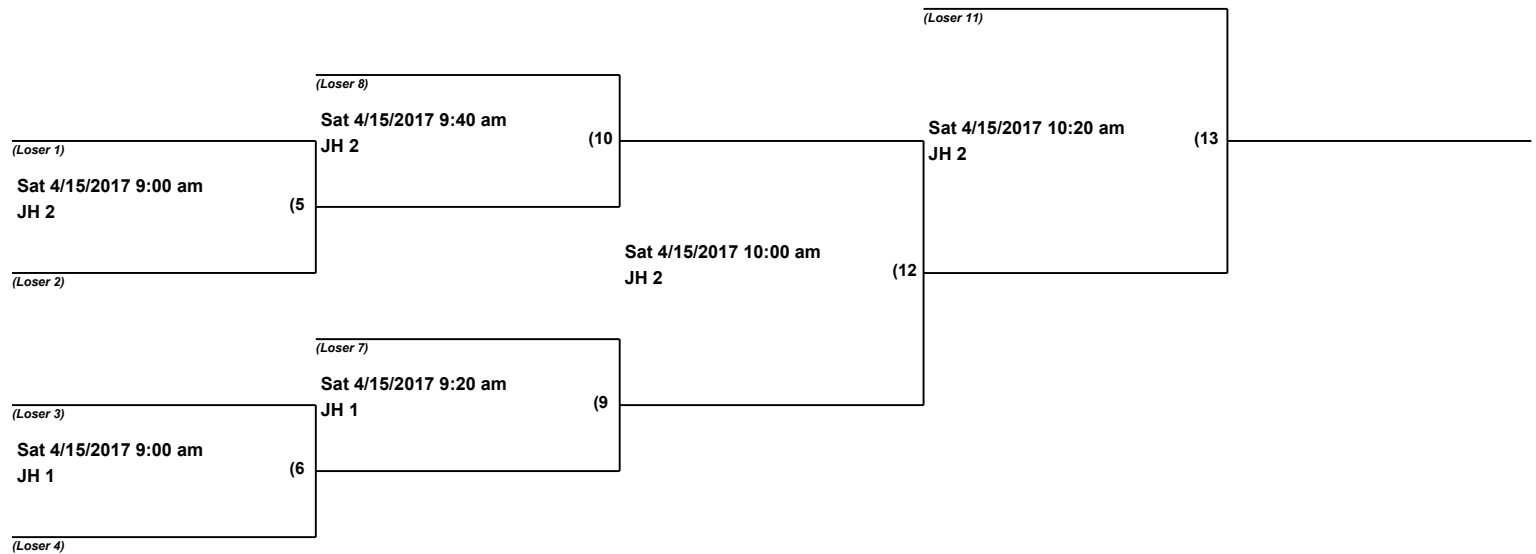 (Loser 11)
(Loser 8)
Sat 4/15/2017 9:40 am
JH 2
(10
Sat 4/15/2017 10:20 am
JH 2
(13
(Loser 1)
Sat 4/15/2017 9:00 am
JH 2
(5
(Loser 2)
Sat 4/15/2017 10:00 am
JH 2
(12
(Loser 7)
Sat 4/15/2017 9:20 am
JH 1
(9
(Loser 3)
Sat 4/15/2017 9:00 am
JH 1
(6
(Loser 4)